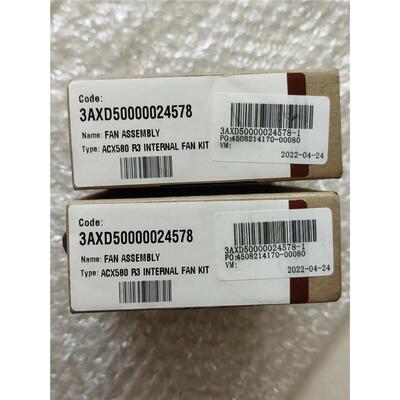 Code:
3AXD50000024578
Name: FAN ASSEMBLY
Type: ACX580 R3 INTERNAL FAN KIT
3AXD50000024578-1
PO:4508214170-00080
VM:
2022-04-24
Code:
3AXD50000024578
Name: FAN ASSEMBLY
Type: ACX580 R3 INTERNAL FAN KIT
3AXD50000024578-1
PO:4508214170-00080
VM:
2022-04-24